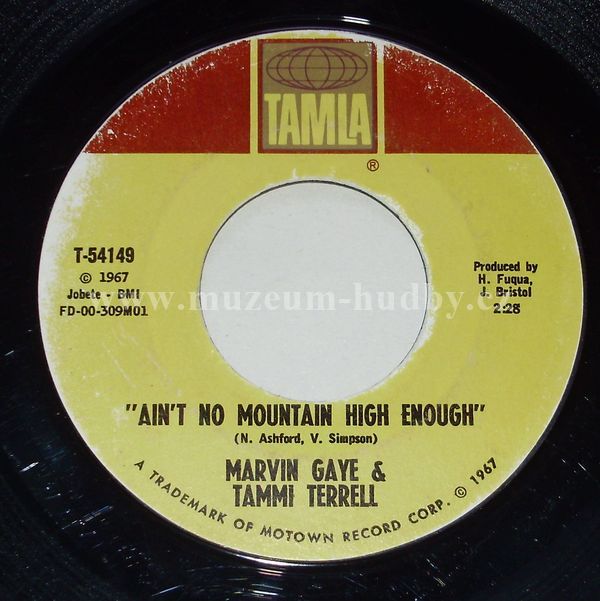 TAMLA
®
T-54149
© 1967
Jobete - BMI
FD-00-309M01
Produced by
H. Fuqua,
J. Bristol
2:28
www.muzeum-hudby.c
"AIN'T NO MOUNTAIN HIGH ENOUGH"
(N. Ashford, V. Simpson)
MARVIN GAYE &
TAMMI TERRELL
A TRADEMARK OF MOTOWN RECORD CORP. © 1967